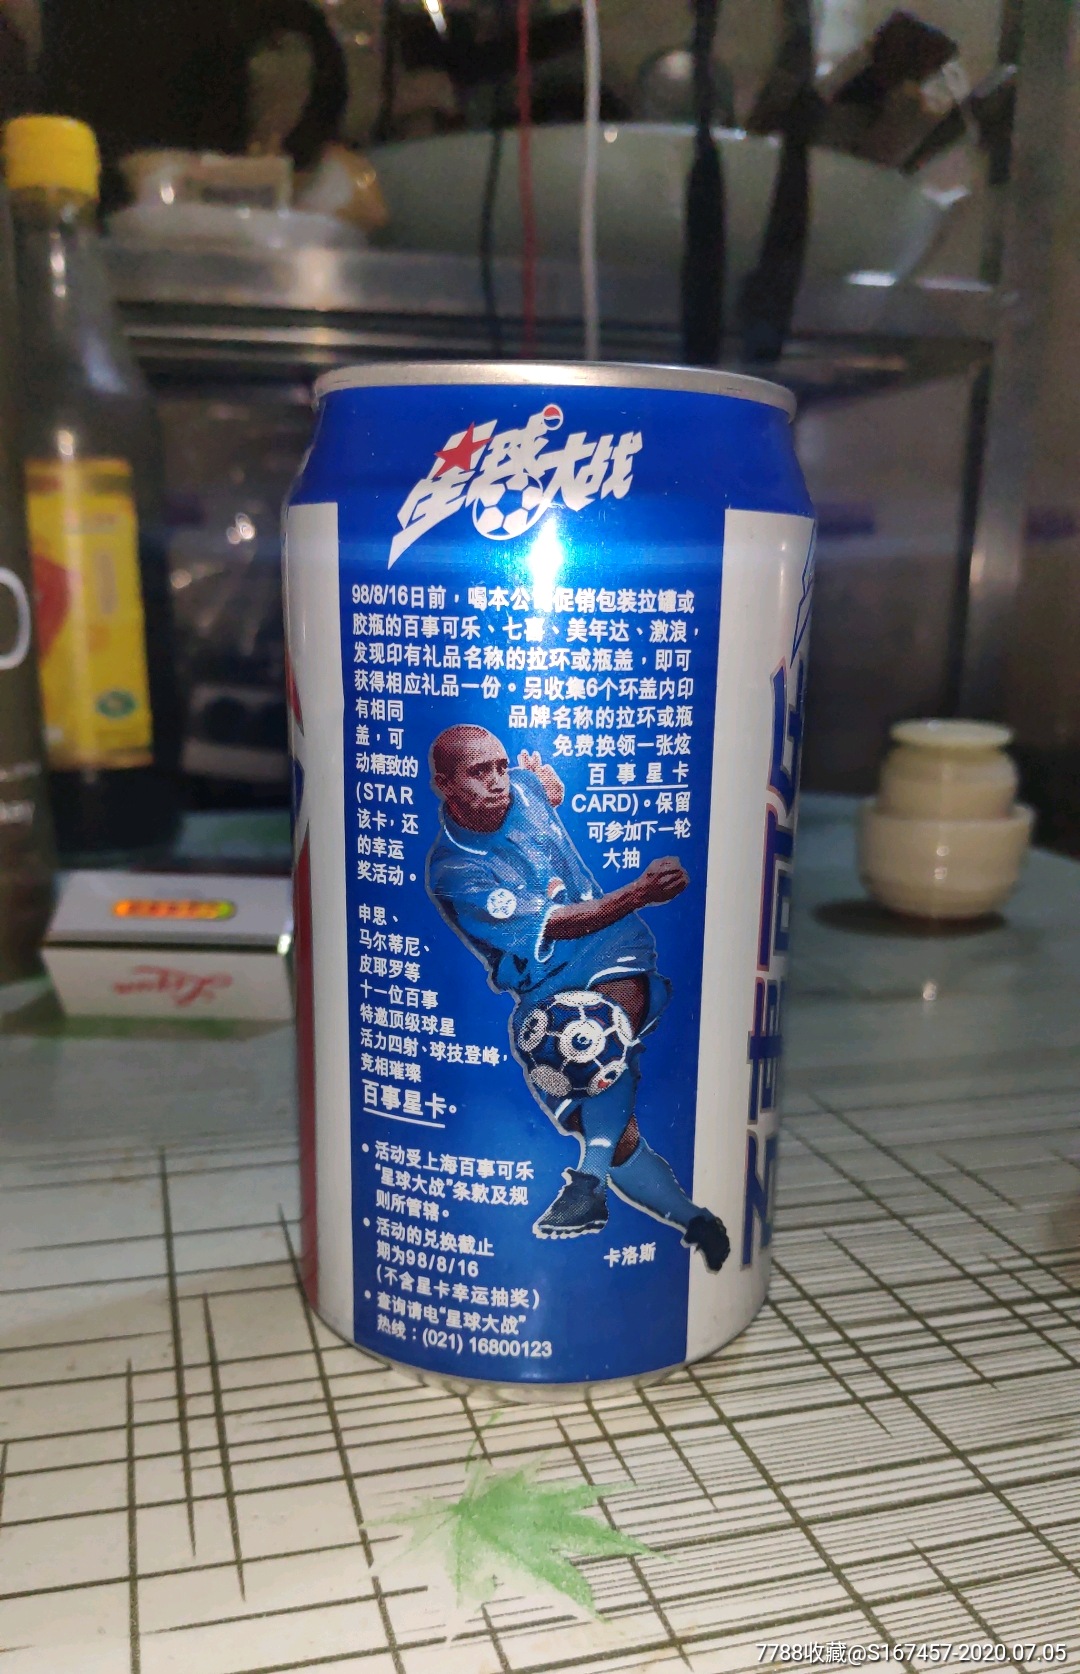 星球大战
98/8/16日前，喝本公司促销包装拉罐或
胶瓶的百事可乐、七喜、美年达、激浪，
发现印有礼品名称的拉环或瓶盖，即可
获得相应礼品一份。另收集6个环盖内印
有相同 品牌名称的拉环或瓶
盖，可 免费换领一张炫
动精致的 百事星卡
(STAR CARD)。保留
该卡，还 可参加下一轮
的幸运 大抽
奖活动。
申思、
马尔蒂尼、
皮耶罗等
十一位百事
特邀顶级球星
活力四射、球技登峰，
竞相璀璨
百事星卡。
• 活动受上海百事可乐
“星球大战”条款及规
则所管辖。
• 活动的兑换截止
期为98/8/16
(不含星卡幸运抽奖)
• 查询请电“星球大战”
热线：(021) 16800123
卡洛斯
7788收藏@S167457-2020.07.05